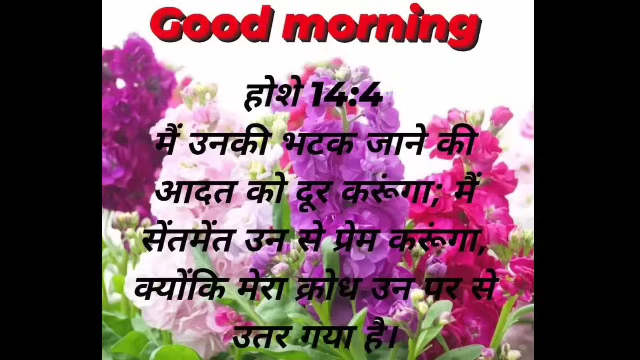 Good morning
होशे 14:4
मैं उनकी भटक जाने की
आदत को दूर करूंगा; मैं
सेंतमेंत उन से प्रेम करूंगा,
क्योंकि मेरा क्रोध उन पर से
उतर गया है।